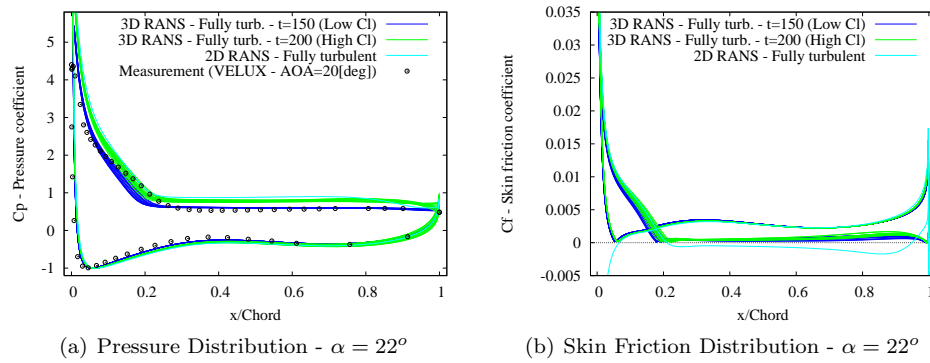 3D RANS - Fully turb. - t=150 (Low Cl)
3D RANS - Fully turb. - t=200 (High Cl)
2D RANS - Fully turbulent
Measurement (VELUX - AOA=20[deg])
Cp - Pressure coefficient
5
4
3
2
1
0
-1
0
0.2
0.4
0.6
0.8
1
x/Chord
(a) Pressure Distribution - α = 22°
3D RANS - Fully turb. - t=150 (Low Cl)
3D RANS - Fully turb. - t=200 (High Cl)
2D RANS - Fully turbulent
Cf - Skin friction coefficient
0.035
0.03
0.025
0.02
0.015
0.01
0.005
0
-0.005
0
0.2
0.4
0.6
0.8
1
x/Chord
(b) Skin Friction Distribution - α = 22°